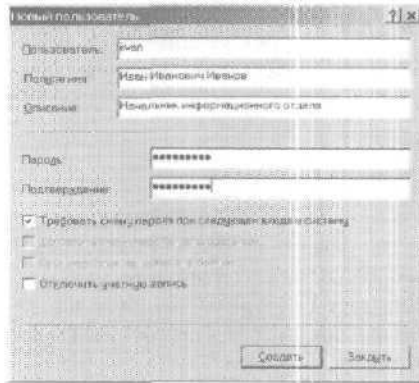 Новый пользователь
Пользователь: ivan
Полное имя: Иван Иванович Иванов
Описание: Начальник информационного отдела
Пароль: *********
Подтверждение: *********
Требовать смену пароля при следующем входе в систему
Отключить учетную запись
Создать Закрыть